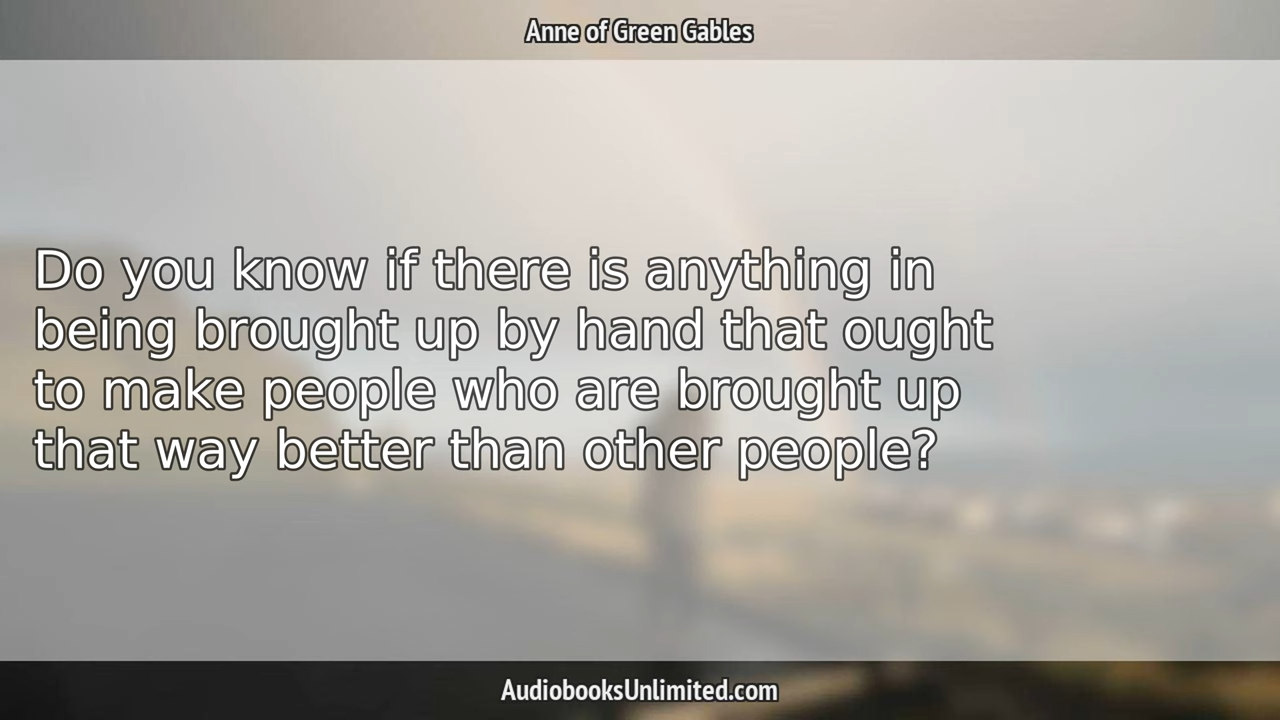 Anne of Green Gables
Do you know if there is anything in
being brought up by hand that ought
to make people who are brought up
that way better than other people?
AudiobooksUnlimited.com